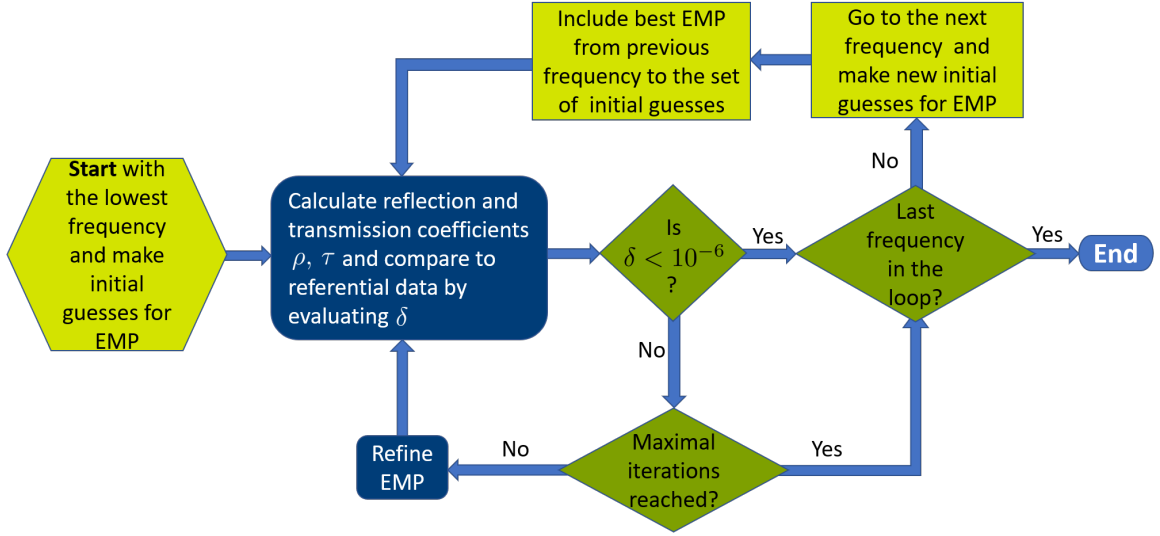 Include best EMP
from previous
frequency to the set
of initial guesses
Go to the next
frequency and
make new initial
guesses for EMP
No
Start with
the lowest
frequency
and make
initial
guesses for
EMP
Calculate reflection and
transmission coefficients
ρ, τ and compare to
referential data by
evaluating δ
Is
δ < 10⁻⁶
?
Yes
Last
frequency
in the
loop?
Yes
End
No
Refine
EMP
No
Maximal
iterations
reached?
Yes